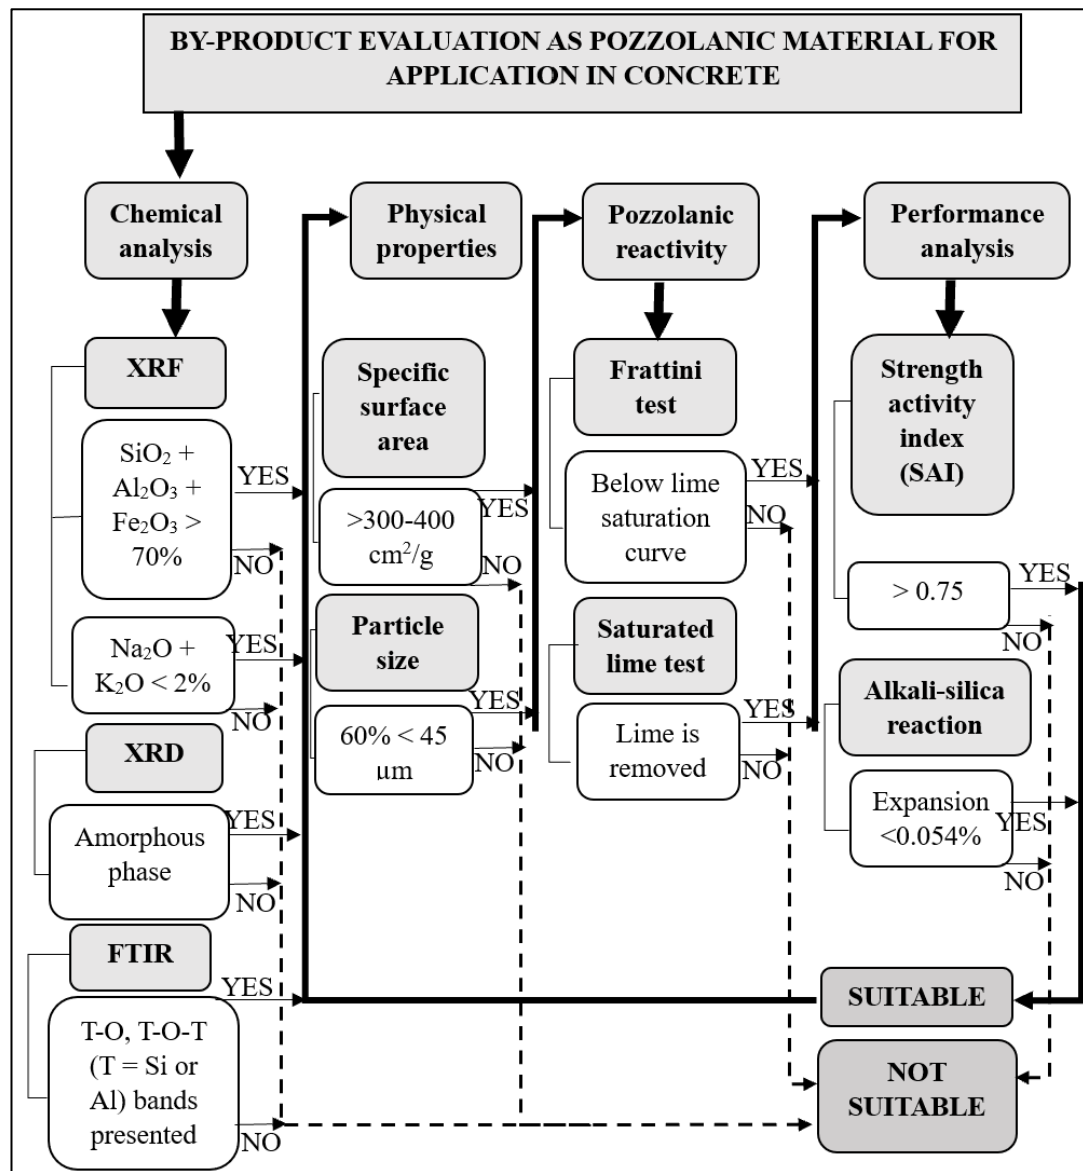 BY-PRODUCT EVALUATION AS POZZOLANIC MATERIAL FOR
APPLICATION IN CONCRETE
Chemical
analysis
XRF
SiO₂ +
Al₂O₃ +
Fe₂O₃ >
70%
YES
NO
Na₂O +
K₂O < 2%
YES
NO
XRD
Amorphous
phase
YES
NO
FTIR
T-O, T-O-T
(T = Si or
Al) bands
presented
YES
NO
Physical
properties
Specific
surface
area
>300-400
cm²/g
YES
NO
Particle
size
60% < 45
μm
YES
NO
Pozzolanic
reactivity
Frattini
test
Below lime
saturation
curve
YES
NO
Saturated
lime test
Lime is
removed
YES
NO
Performance
analysis
Strength
activity
index
(SAI)
> 0.75
YES
NO
Alkali-silica
reaction
Expansion
<0.054%
YES
NO
SUITABLE
NOT
SUITABLE